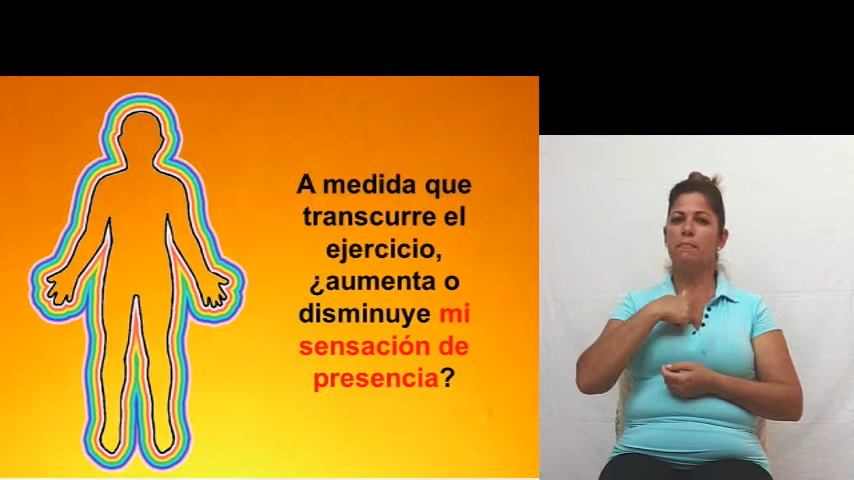 A medida que
transcurre el
ejercicio,
¿aumenta o
disminuye mi
sensación de
presencia?